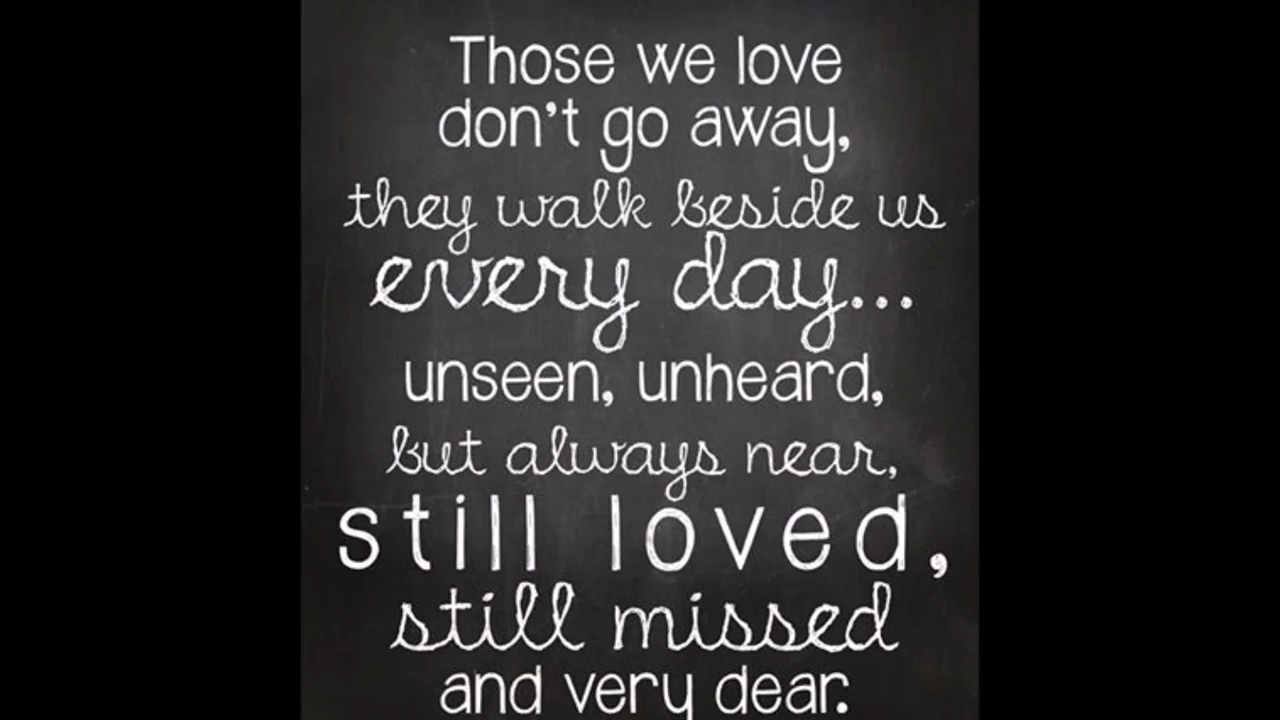 Those we love
don't go away,
they walk beside us
every day...
unseen, unheard,
but always near,
still loved,
still missed
and very dear.